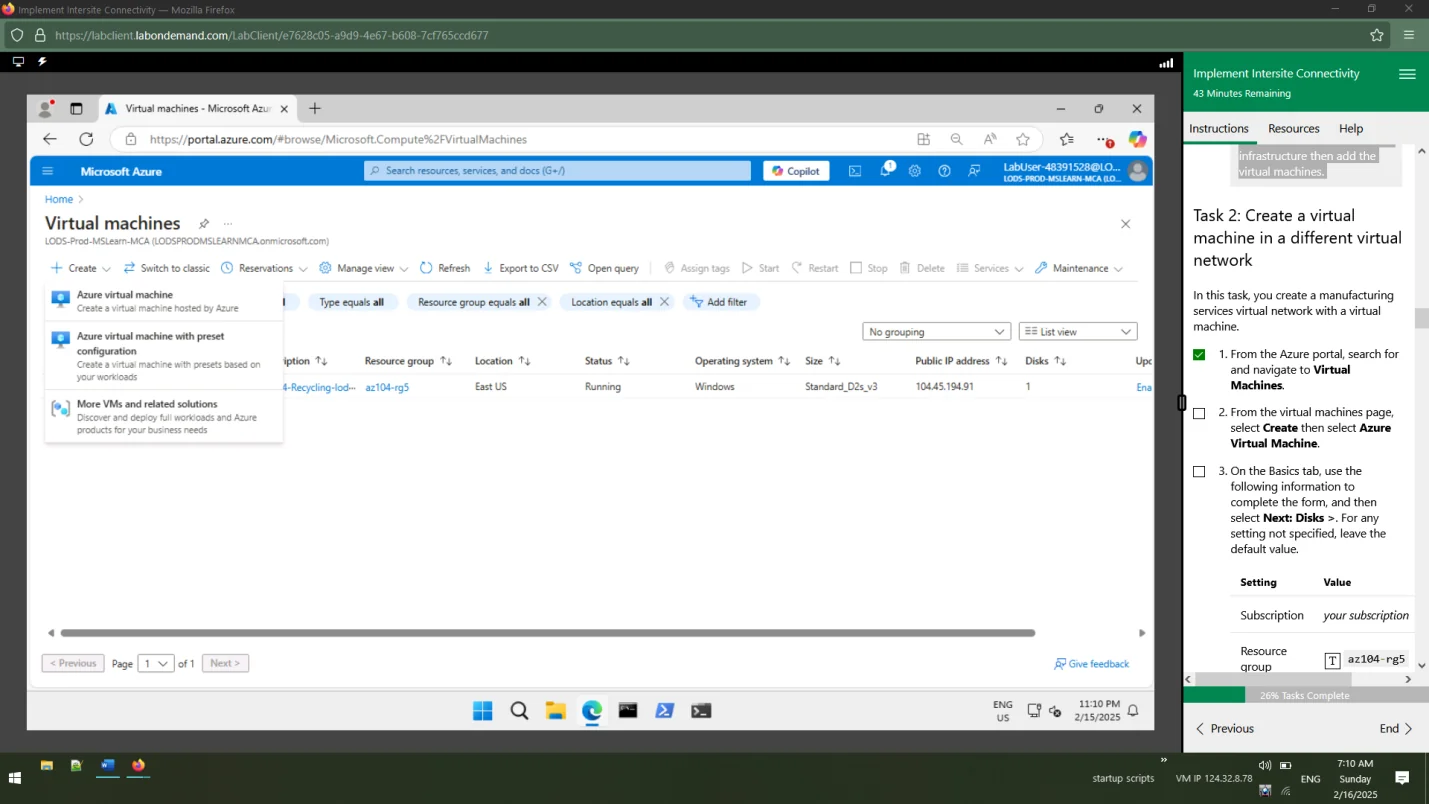 Implement Intersite Connectivity — Mozilla Firefox
https://labclient.labondemand.com/LabClient/e7628c05-a9d9-4e67-b608-7cf765ccd677
Virtual machines - Microsoft Azur
https://portal.azure.com/#browse/Microsoft.Compute%2FVirtualMachines
Microsoft Azure
Search resources, services, and docs (G+/)
Copilot
1
LabUser-48391528@LO...
LODS-PROD-MSLEARN-MCA (LO...
Home
Virtual machines
LODS-Prod-MSLearn-MCA (LODSPRODMSLEARNMCA.onmicrosoft.com)
Create
Switch to classic
Reservations
Manage view
Refresh
Export to CSV
Open query
Assign tags
Start
Restart
Stop
Delete
Services
Maintenance
Azure virtual machine
Create a virtual machine hosted by Azure
Azure virtual machine with preset
configuration
Create a virtual machine with presets based on
your workloads
More VMs and related solutions
Discover and deploy full workloads and Azure
products for your business needs
Type equals all
Resource group equals all
Location equals all
Add filter
No grouping
List view
ription
Resource group
Location
Status
Operating system
Size
Public IP address
Disks
Upc
4-Recycling-lod-...
az104-rg5
East US
Running
Windows
Standard_D2s_v3
104.45.194.91
1
Ena
< Previous
Page
1
of 1
Next >
Give feedback
ENG
US
11:10 PM
2/15/2025
Implement Intersite Connectivity
43 Minutes Remaining
Instructions
Resources
Help
infrastructure then add the
virtual machines.
Task 2: Create a virtual
machine in a different virtual
network
In this task, you create a manufacturing
services virtual network with a virtual
machine.
1. From the Azure portal, search for
and navigate to Virtual
Machines.
2. From the virtual machines page,
select Create then select Azure
Virtual Machine.
3. On the Basics tab, use the
following information to
complete the form, and then
select Next: Disks >. For any
setting not specified, leave the
default value.
Setting
Value
Subscription
your subscription
Resource
group
T
az104-rg5
26% Tasks Complete
Previous
End
startup scripts
VM IP 124.32.8.78
ENG
7:10 AM
Sunday
2/16/2025